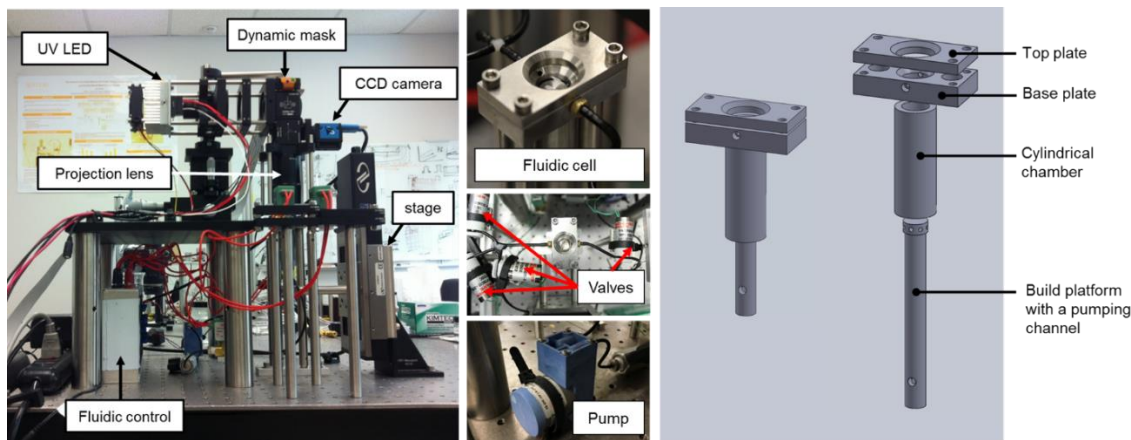 UV LED
Dynamic mask
CCD camera
Projection lens
stage
Fluidic control
Fluidic cell
Valves
Pump
Top plate
Base plate
Cylindrical
chamber
Build platform
with a pumping
channel
KIMTEC